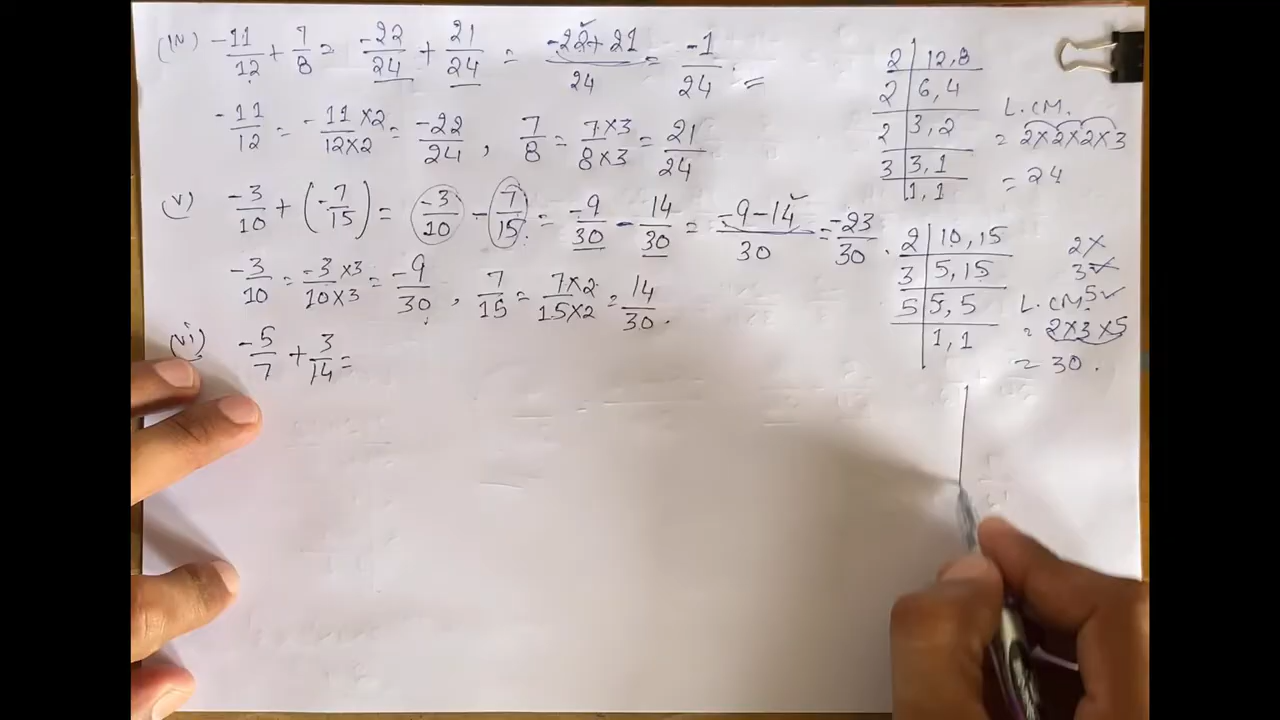 (iv) -11/12 + 7/8 = -22/24 + 21/24 = -22+21/24 = -1/24 . =
-11/12 = -11×2/12×2 = -22/24 , 7/8 = 7×3/8×3 = 21/24
(v) -3/10 + (-7/15) = -3/10 - 7/15 = -9/30 - 14/30 = -9-14/30 = -23/30 .
-3/10 = -3×3/10×3 = -9/30 , 7/15 = 7×2/15×2 = 14/30 .
(vi) -5/7 + 3/14 =
2 | 12, 8
2 | 6, 4
2 | 3, 2
3 | 3, 1
1, 1
L.CM.
= 2×2×2×3
= 24
2 | 10, 15
3 | 5, 15
5 | 5, 5
1, 1
2×
3✓
5✓
L.CM.
= 2×3×5
= 30 .